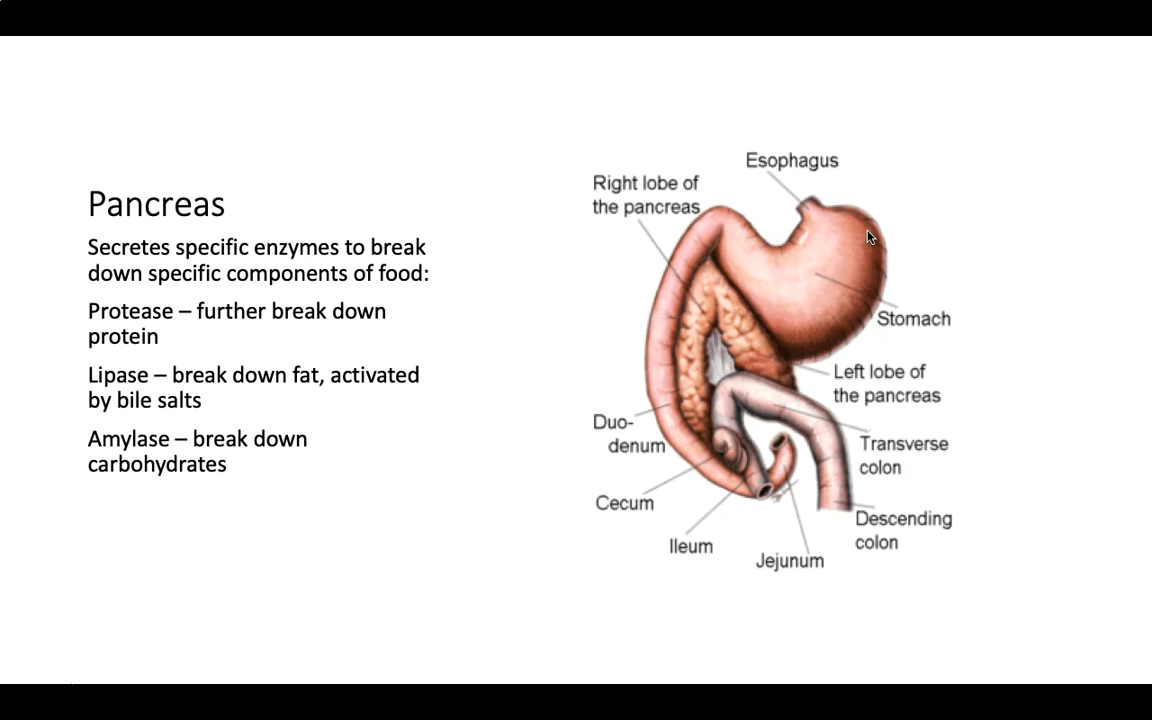 Pancreas
Secretes specific enzymes to break
down specific components of food:
Protease – further break down
protein
Lipase – break down fat, activated
by bile salts
Amylase – break down
carbohydrates
Esophagus
Right lobe of
the pancreas
Stomach
Left lobe of
the pancreas
Duo-
denum
Transverse
colon
Cecum
Descending
colon
Ileum
Jejunum